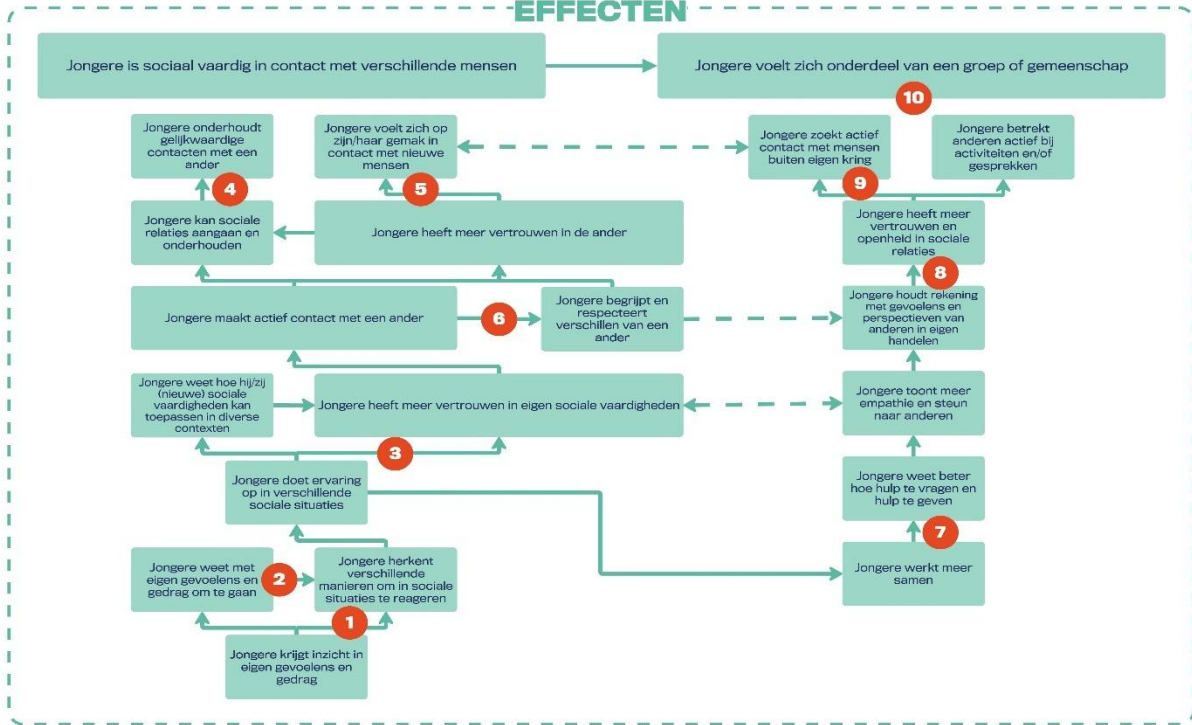 EFFECTEN
Jongere is sociaal vaardig in contact met verschillende mensen
Jongere voelt zich onderdeel van een groep of gemeenschap
10
Jongere onderhoudt
gelijkwaardige
contacten met een
ander
Jongere voelt zich op
zijn/haar gemak in
contact met nieuwe
mensen
Jongere zoekt actief
contact met mensen
buiten eigen kring
Jongere betrekt
anderen actief bij
activiteiten en/of
gesprekken
4
5
9
Jongere kan sociale
relaties aangaan en
onderhouden
Jongere heeft meer vertrouwen in de ander
Jongere heeft meer
vertrouwen en
openheid in sociale
relaties
8
Jongere maakt actief contact met een ander
6
Jongere begrijpt en
respecteert
verschillen van een
ander
Jongere houdt rekening
met gevoelens en
perspectieven van
anderen in eigen
handelen
Jongere weet hoe hij/zij
(nieuwe) sociale
vaardigheden kan
toepassen in diverse
contexten
Jongere heeft meer vertrouwen in eigen sociale vaardigheden
Jongere toont meer
empathie en steun
naar anderen
3
Jongere doet ervaring
op in verschillende
sociale situaties
Jongere weet beter
hoe hulp te vragen en
hulp te geven
7
Jongere weet met
eigen gevoelens en
gedrag om te gaan
2
Jongere herkent
verschillende
manieren om in sociale
situaties te reageren
Jongere werkt meer
samen
1
Jongere krijgt inzicht in
eigen gevoelens en
gedrag